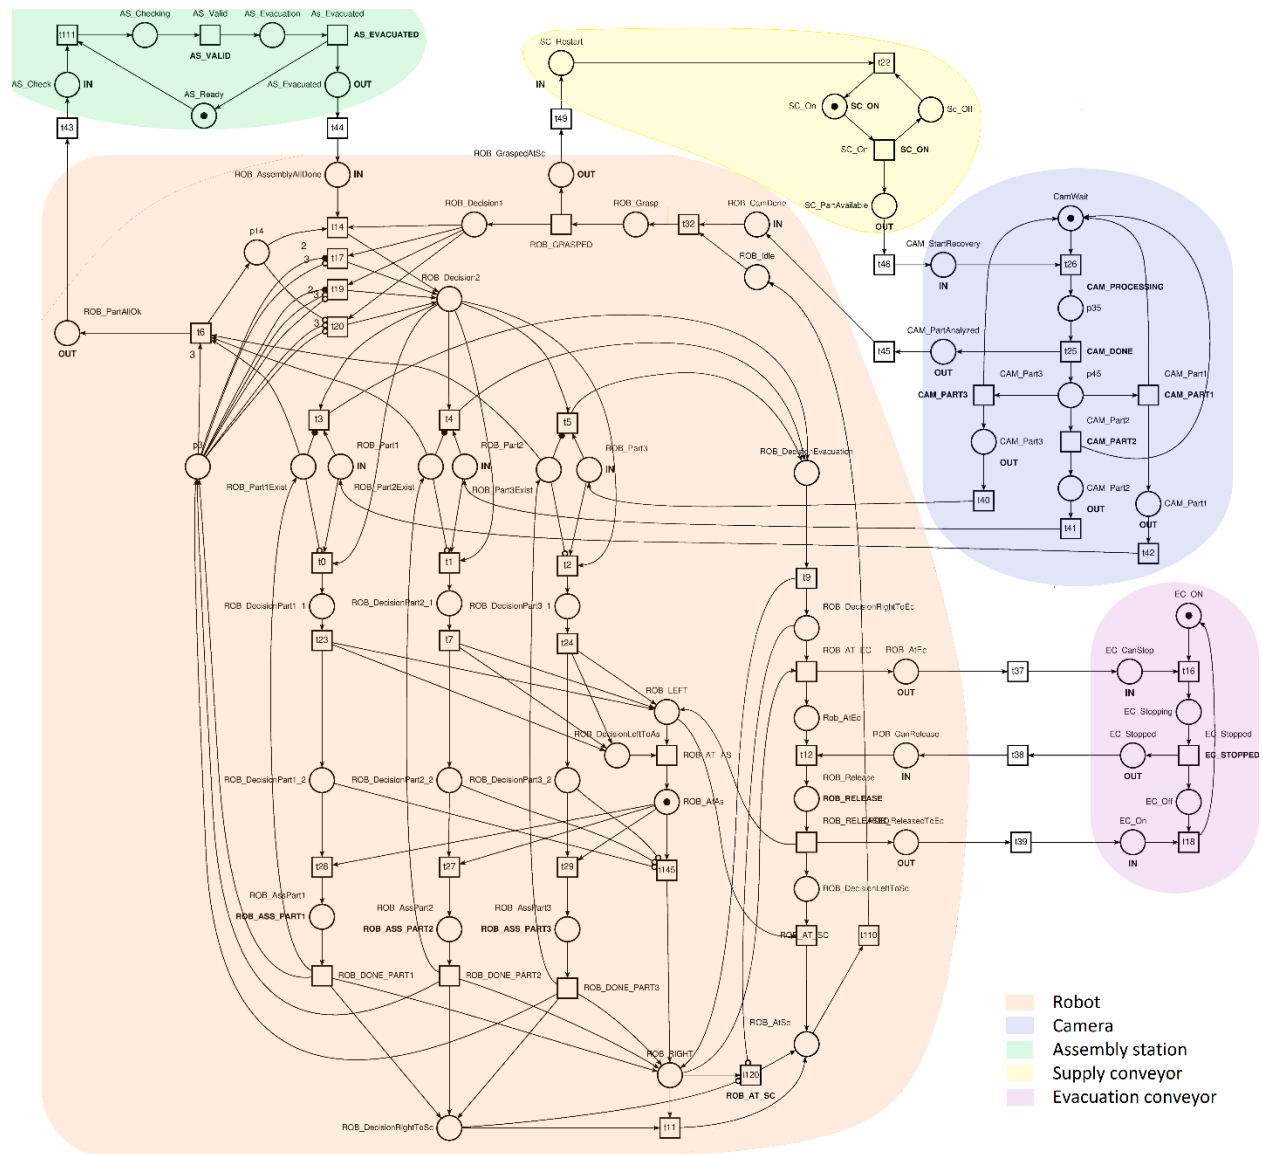 AS_Checking
AS_Valid
AS_Evacuation
As_Evacuated
t111
AS_EVACUATED
AS_VALID
AS_Check
IN
AS_Evacuated
OUT
AS_Ready
t43
t44
SC_Restart
IN
t22
SC_On
SC_ON
Sc_Off
t49
SC_On
SC_ON
ROB_GraspedAtSc
OUT
ROB_AssemblyAllDone
IN
SC_PartAvailable
OUT
CamWait
ROB_Decision1
ROB_Grasp
ROB_CamDone
IN
t32
t14
p14
ROB_GRASPED
2
3
t17
ROB_Idle
t46
CAM_StartRecovery
IN
t26
CAM_PROCESSING
ROB_Decision2
2
3
t19
p35
ROB_PartAllOk
OUT
t6
3
3
t20
t45
CAM_PartAnalyzed
OUT
t25
CAM_DONE
p45
CAM_Part3
CAM_PART3
CAM_Part1
CAM_PART1
CAM_Part2
CAM_PART2
t3
t4
t5
ROB_Part1
ROB_Part2
ROB_Part3
ROB_DecisionEvacuation
CAM_Part3
OUT
IN
IN
IN
ROB_Part1Exist
ROB_Part2Exist
ROB_Part3Exist
CAM_Part2
OUT
CAM_Part1
OUT
t40
t41
t42
t0
t1
t2
t9
ROB_DecisionPart1_1
ROB_DecisionPart2_1
ROB_DecisionPart3_1
ROB_DecisionRightToEc
EC_ON
t23
t7
t24
ROB_AT_EC
ROB_AtEc
OUT
t37
EC_CanStop
IN
t16
ROB_LEFT
Rob_AtEc
EC_Stopping
ROB_DecisionLeftToAs
ROB_AT_AS
t12
ROB_CanRelease
IN
t38
EC_Stopped
OUT
EC_Stopped
EC_STOPPED
ROB_DecisionPart1_2
ROB_DecisionPart2_2
ROB_DecisionPart3_2
ROB_AtAs
ROB_Release
ROB_RELEASE
EC_Off
ROB_RELEASED
ROB_ReleasedToEc
OUT
t39
EC_On
IN
t18
t28
t27
t29
t145
ROB_DecisionLeftToSc
ROB_AssPart1
ROB_ASS_PART1
ROB_AssPart2
ROB_ASS_PART2
ROB_AssPart3
ROB_ASS_PART3
ROB_AT_SC
t110
ROB_DONE_PART1
ROB_DONE_PART2
ROB_DONE_PART3
ROB_AtSc
ROB_RIGHT
t120
ROB_AT_SC
ROB_DecisionRightToSc
t11
Robot
Camera
Assembly station
Supply conveyor
Evacuation conveyor